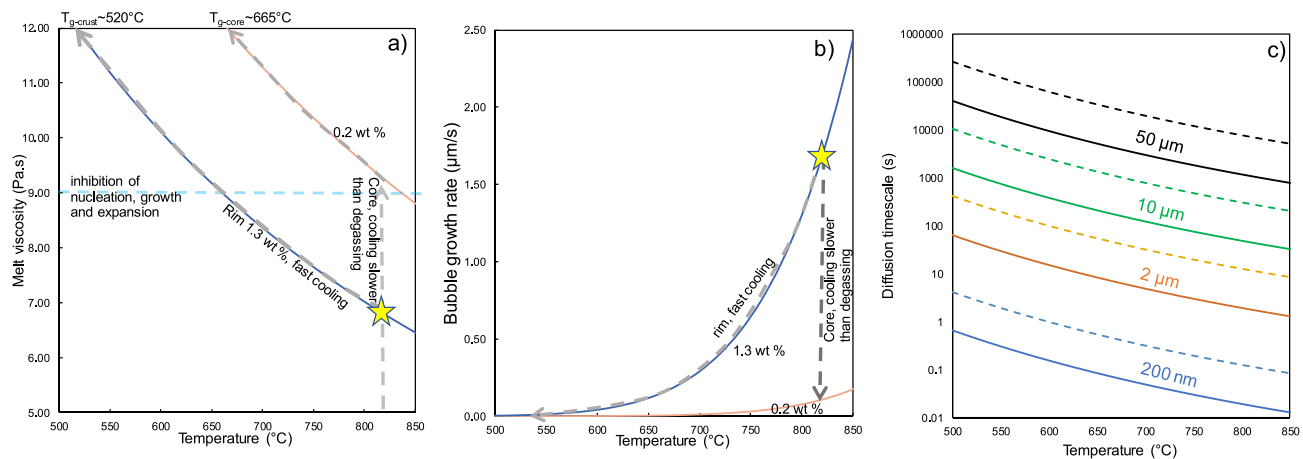 Tg-crust~520°C
Tg-core~665°C
a)
12.00
11.00
10.00
9.00
8.00
7.00
6.00
5.00
Melt viscosity (Pa.s)
inhibition of
nucleation, growth
and expansion
0.2 wt %
Rim 1.3 wt %, fast cooling
Core, cooling slower
than degassing
500
550
600
650
700
750
800
850
Temperature (°C)
b)
2.50
2.00
1.50
1.00
0.50
0.00
Bubble growth rate (μm/s)
rim, fast cooling
1.3 wt %
Core, cooling slower
than degassing
0.2 wt %
500
550
600
650
700
750
800
850
Temperature (°C)
c)
1000000
100000
10000
1000
100
10
1
0.1
0.01
Diffusion timescale (s)
50 μm
10 μm
2 μm
200 nm
500
550
600
650
700
750
800
850
Temperature (°C)